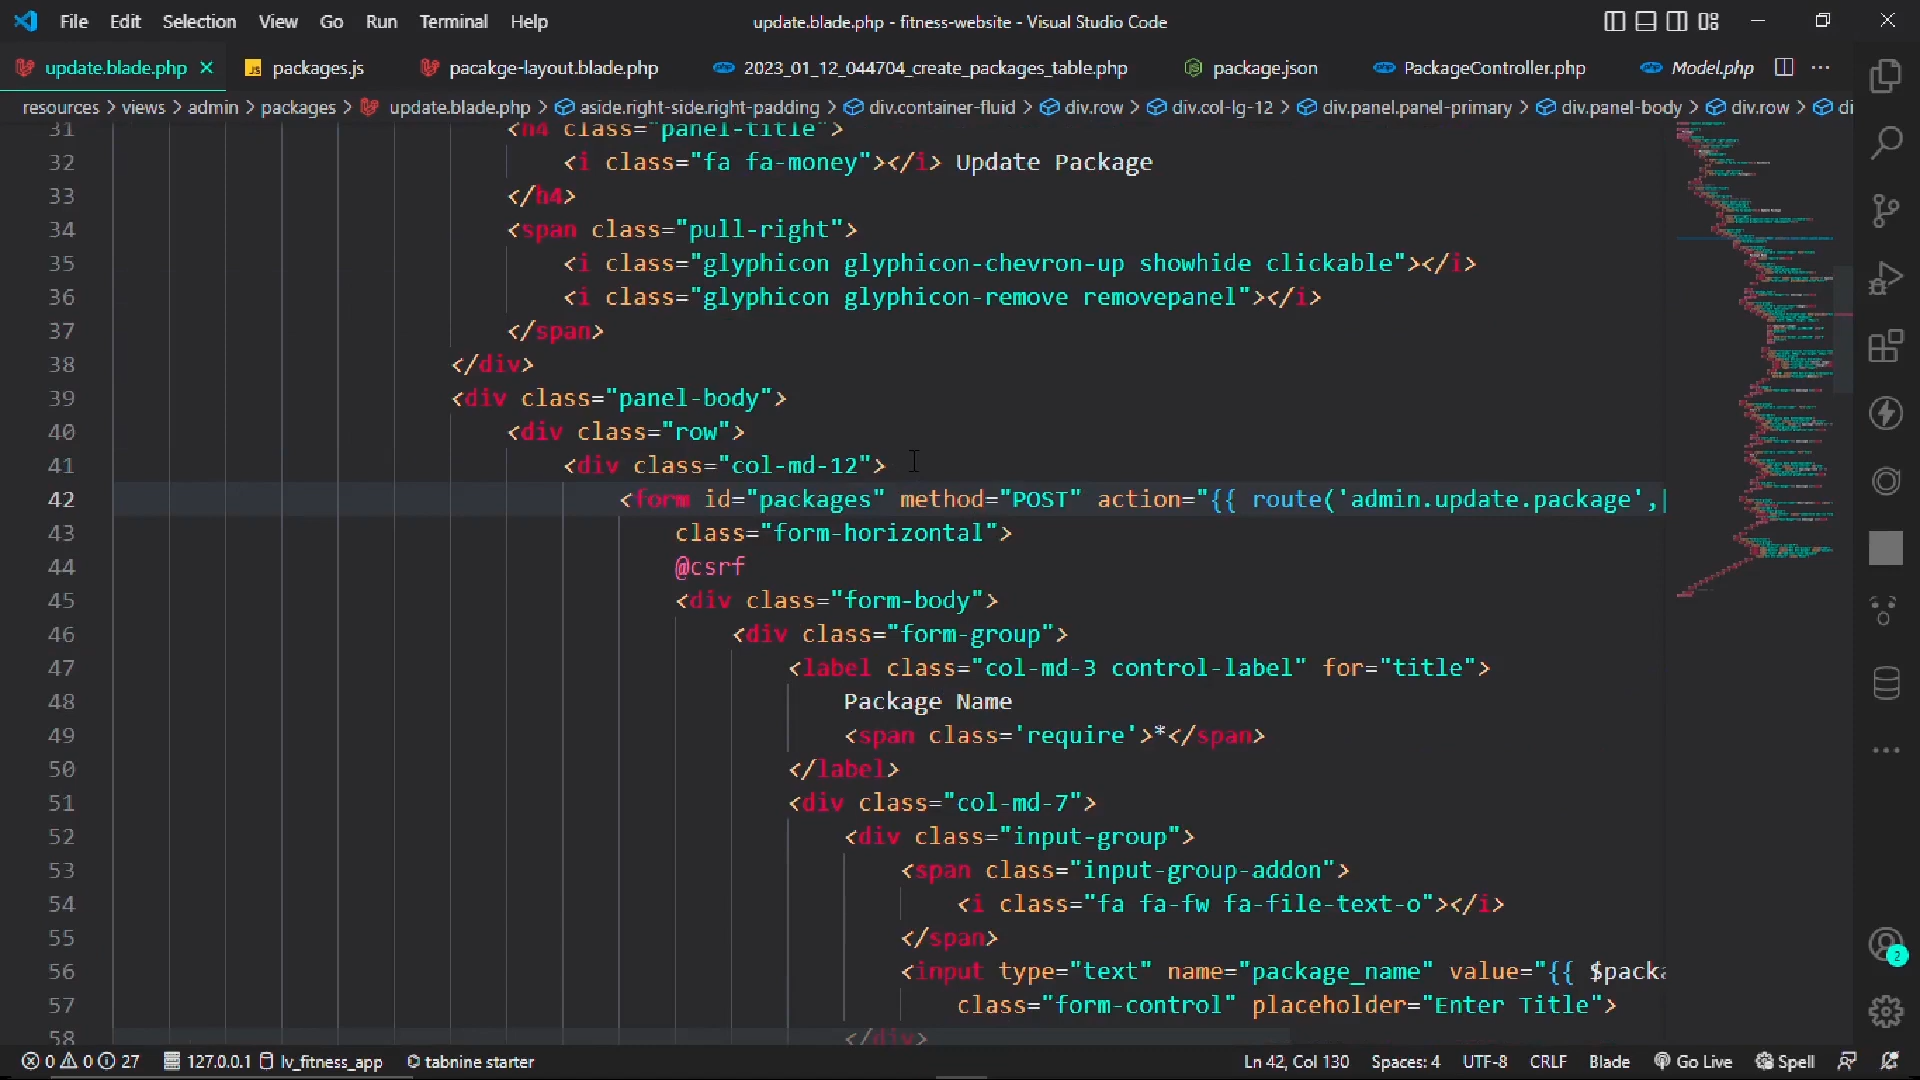 File Edit Selection View Go Run Terminal Help
update.blade.php - fitness-website - Visual Studio Code
update.blade.php packages.js pacakge-layout.blade.php 2023_01_12_044704_create_packages_table.php package.json PackageController.php Model.php
resources > views > admin > packages > update.blade.php > aside.right-side.right-padding > div.container-fluid > div.row > div.col-lg-12 > div.panel.panel-primary > div.panel-body > div.row > di
31 <h4 class="panel-title">
32 <i class="fa fa-money"></i> Update Package
33 </h4>
34 <span class="pull-right">
35 <i class="glyphicon glyphicon-chevron-up showhide clickable"></i>
36 <i class="glyphicon glyphicon-remove removepanel"></i>
37 </span>
38 </div>
39 <div class="panel-body">
40 <div class="row">
41 <div class="col-md-12">
42 <form id="packages" method="POST" action="{{ route('admin.update.package',
43 class="form-horizontal">
44 @csrf
45 <div class="form-body">
46 <div class="form-group">
47 <label class="col-md-3 control-label" for="title">
48 Package Name
49 <span class='require'>*</span>
50 </label>
51 <div class="col-md-7">
52 <div class="input-group">
53 <span class="input-group-addon">
54 <i class="fa fa-fw fa-file-text-o"></i>
55 </span>
56 <input type="text" name="package_name" value="{{ $packa
57 class="form-control" placeholder="Enter Title">
58 </div>
2
0 0 27 127.0.0.1 lv_fitness_app tabnine starter Ln 42, Col 130 Spaces: 4 UTF-8 CRLF Blade Go Live Spell